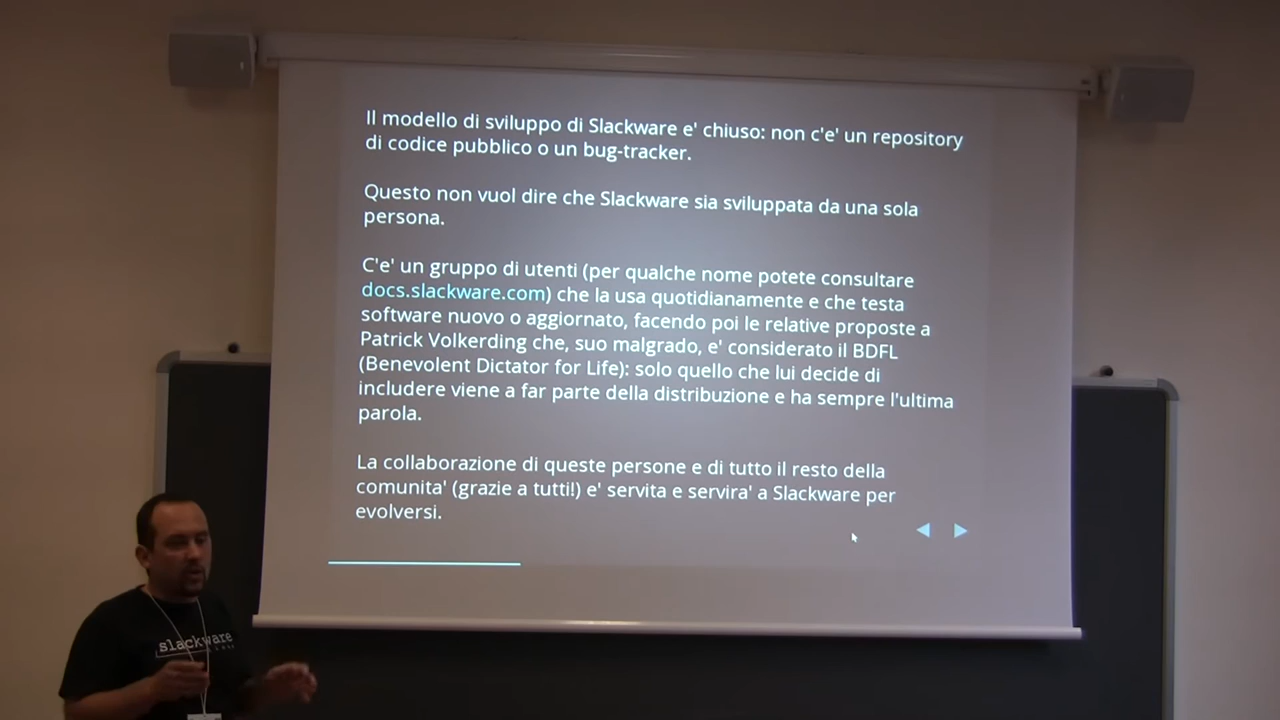 Il modello di sviluppo di Slackware e' chiuso: non c'e' un repository
di codice pubblico o un bug-tracker.
Questo non vuol dire che Slackware sia sviluppata da una sola
persona.
C'e' un gruppo di utenti (per qualche nome potete consultare
docs.slackware.com) che la usa quotidianamente e che testa
software nuovo o aggiornato, facendo poi le relative proposte a
Patrick Volkerding che, suo malgrado, e' considerato il BDFL
(Benevolent Dictator for Life): solo quello che lui decide di
includere viene a far parte della distribuzione e ha sempre l'ultima
parola.
La collaborazione di queste persone e di tutto il resto della
comunita' (grazie a tutti!) e' servita e servira' a Slackware per
evolversi.
slackware